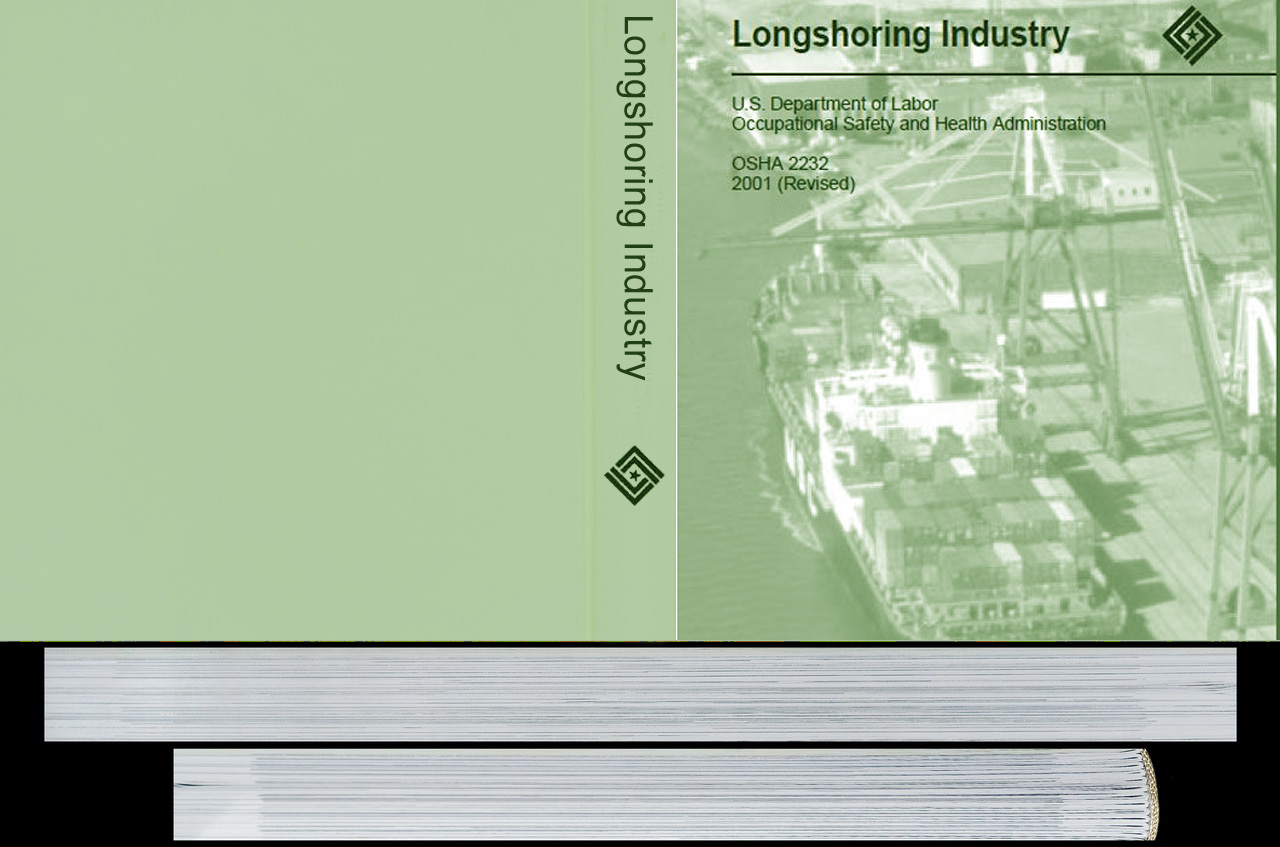 Longshoring Industry
Longshoring Industry
U.S. Department of Labor
Occupational Safety and Health Administration
OSHA 2232
2001 (Revised)